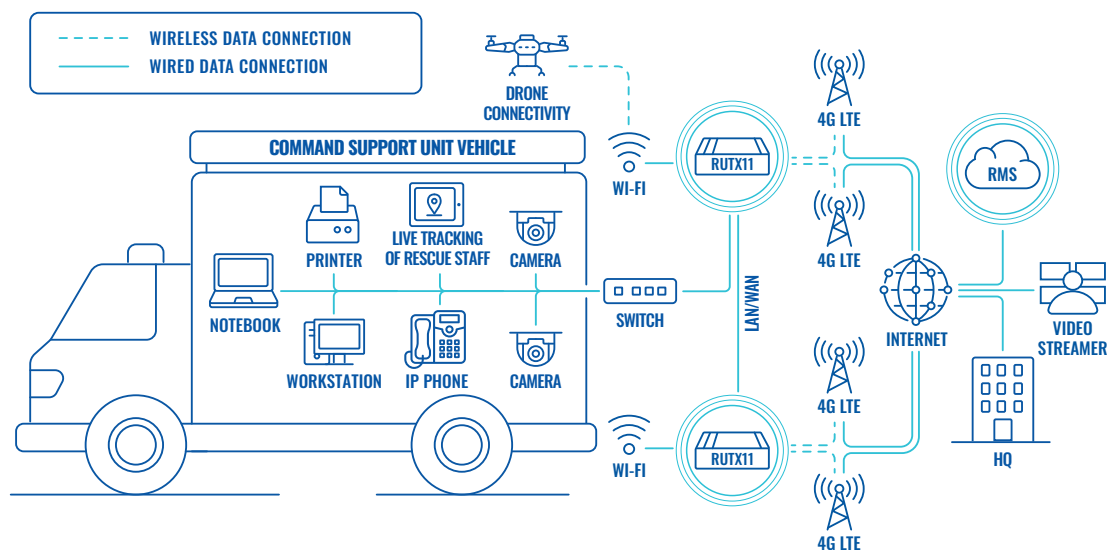 WIRELESS DATA CONNECTION
WIRED DATA CONNECTION
DRONE
CONNECTIVITY
4G LTE
COMMAND SUPPORT UNIT VEHICLE
WI-FI
RUTX11
RMS
PRINTER
LIVE TRACKING
OF RESCUE STAFF
CAMERA
4G LTE
NOTEBOOK
SWITCH
LAN/WAN
INTERNET
VIDEO
STREAMER
WORKSTATION
IP PHONE
CAMERA
4G LTE
WI-FI
RUTX11
HQ
4G LTE